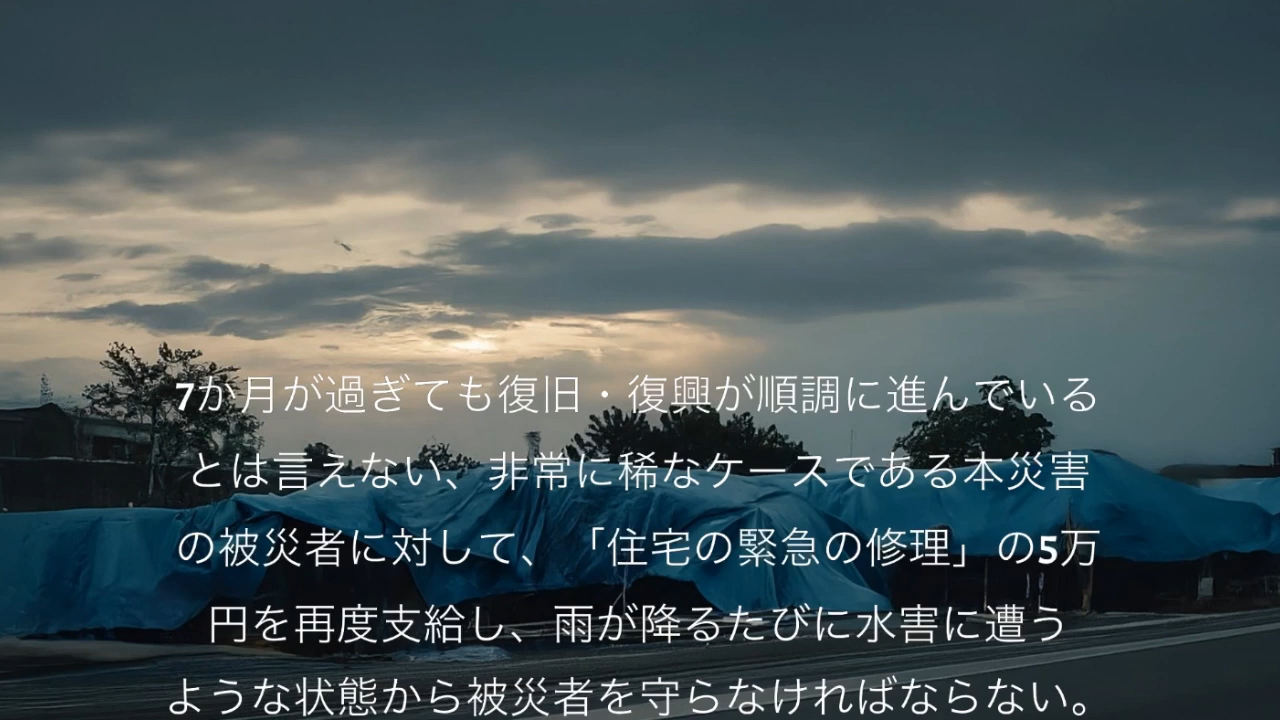 7か月が過ぎても復旧・復興が順調に進んでいる
とは言えない、非常に稀なケースである本災害
の被災者に対して、「住宅の緊急の修理」の5万
円を再度支給し、雨が降るたびに水害に遭う
ような状態から被災者を守らなければならない。